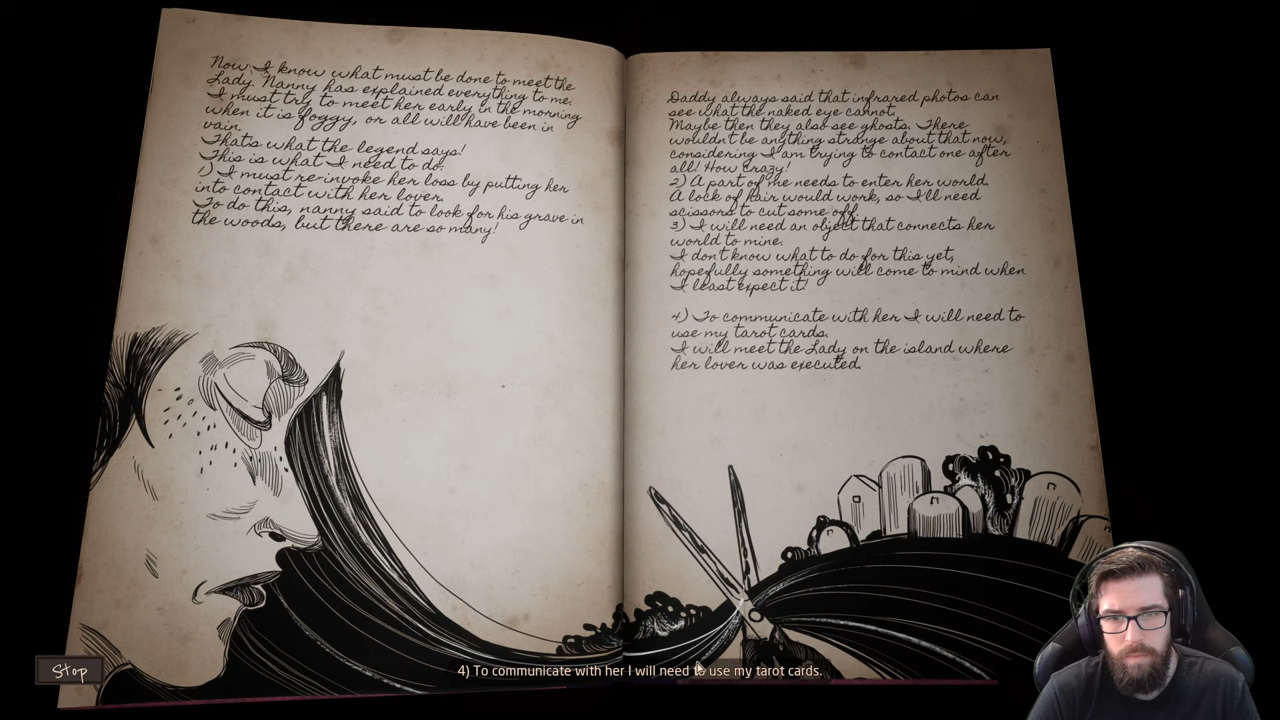 Now I know what must be done to meet the
Lady. Nanny has explained everything to me.
I must try to meet her early in the morning
when it is foggy, or all will have been in
vain.
That's what the legend says!
This is what I need to do:
1) I must re-invoke her loss by putting her
into contact with her lover.
To do this, nanny said to look for his grave in
the woods, but there are so many!
Daddy always said that infrared photos can
see what the naked eye cannot.
Maybe then they also see ghosts. There
wouldn't be anything strange about that now,
considering I am trying to contact one after
all! How crazy!
2) A part of me needs to enter her world.
A lock of hair would work, so I'll need
scissors to cut some off.
3) I will need an object that connects her
world to mine.
I don't know what to do for this yet,
hopefully something will come to mind when
I least expect it!
4) To communicate with her I will need to
use my tarot cards.
I will meet the Lady on the island where
her lover was executed.
Stop
4) To communicate with her I will need to use my tarot cards.